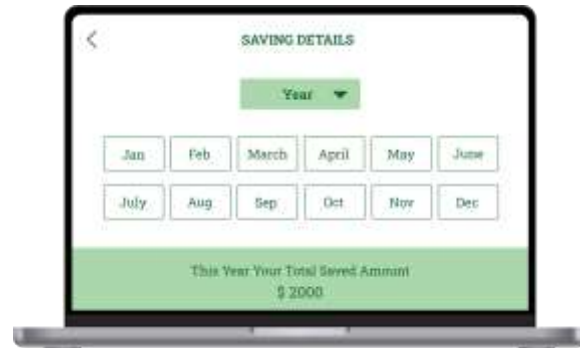 SAVING DETAILS
Year
Jan Feb March April May June
July Aug Sep Oct Nov Dec
This Year Your Total Saved Ammunt
$ 2000